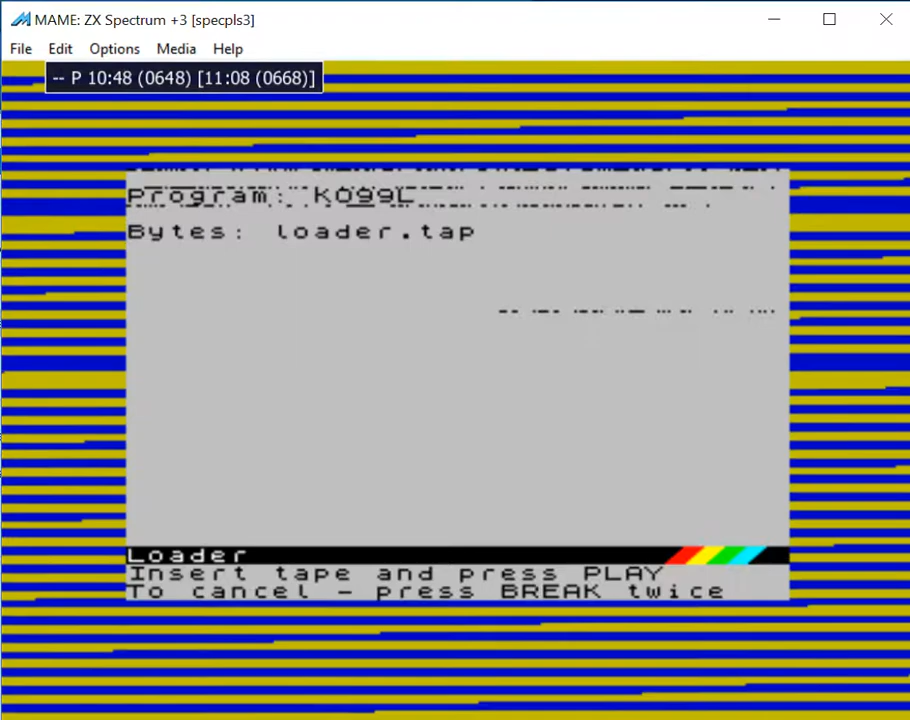 MAME: ZX Spectrum +3 [specpls3]
File Edit Options Media Help
-- P 10:48 (0648) [11:08 (0668)]
Program: KO99L
Bytes: loader.tap
Loader
Insert tape and press PLAY
To cancel - press BREAK twice